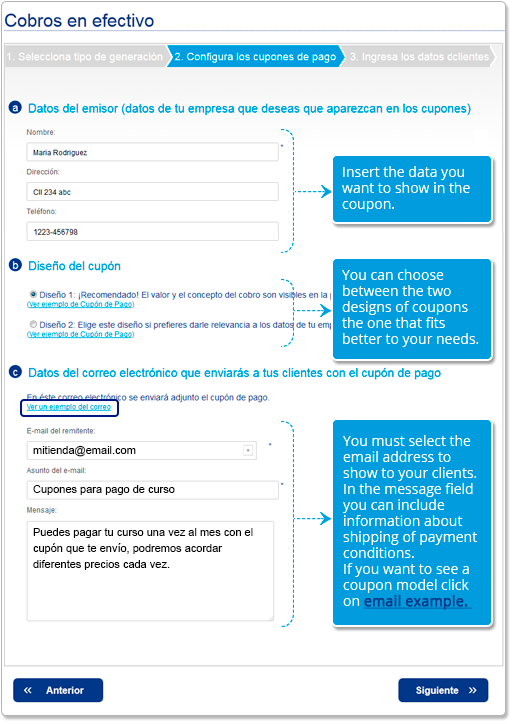 Cobros en efectivo
1. Selecciona tipo de generación
2. Configura los cupones de pago
3. Ingresa los datos dclientes
a Datos del emisor (datos de tu empresa que deseas que aparezcan en los cupones)
Nombre:
Maria Rodriguez *
Dirección:
Cll 234 abc
Teléfono:
1223-456798
Insert the data you
want to show in the
coupon.
b Diseño del cupón
Diseño 1: ¡Recomendado! El valor y el concepto del cobro son visibles en la
(Ver ejemplo de Cupón de Pago)
Diseño 2: Elige este diseño si prefieres darle relevancia a los datos de tu
(Ver ejemplo de Cupón de Pago)
You can choose
between the two
designs of coupons
the one that fits
better to your needs.
c Datos del correo electrónico que enviarás a tus clientes con el cupón de pago
En éste correo electrónico se enviará adjunto el cupón de pago.
Ver un ejemplo del correo
E-mail del remitente:
mitienda@email.com *
Asunto del e-mail:
Cupones para pago de curso *
Mensaje:
Puedes pagar tu curso una vez al mes con el
cupón que te envío, podremos acordar
diferentes precios cada vez.
You must select the
email address to
show to your clients.
In the message field
you can include
information about
shipping of payment
conditions.
If you want to see a
coupon model click
on email example.
« Anterior
Siguiente »